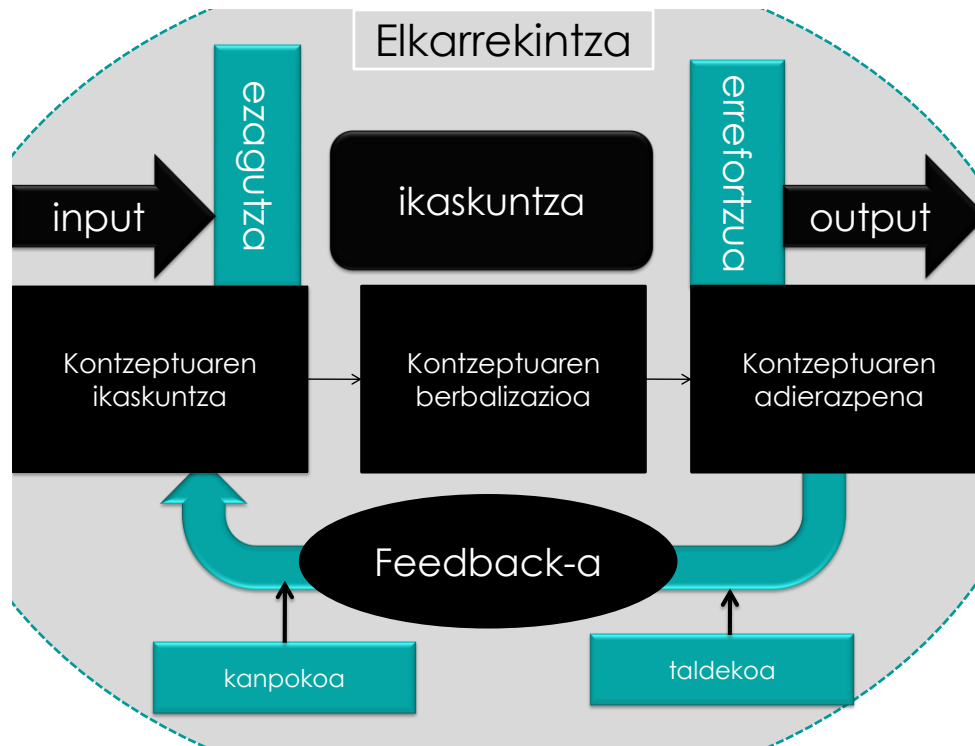 Elkarrekintza
ezagutza
errefortzua
input
ikaskuntza
output
Kontzeptuaren
ikaskuntza
Kontzeptuaren
berbalizazioa
Kontzeptuaren
adierazpena
Feedback-a
kanpokoa
taldekoa